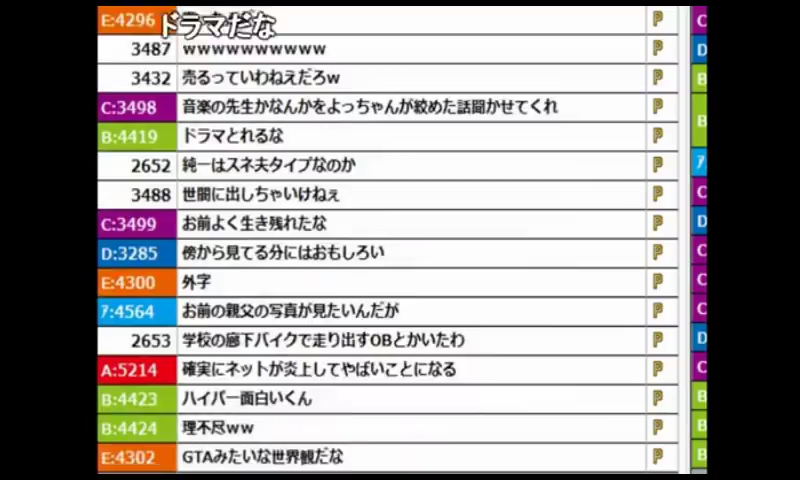 E:4296 ドラマだな P C
3487 wwwwwwwwww P D
3432 売るっていわねえだろw P B
C:3498 音楽の先生かなんかをよっちゃんが絞めた話聞かせてくれ P
B:4419 ドラマとれるな P B
2652 純一はスネ夫タイプなのか P ｱ
3488 世間に出しちゃいけねぇ P C
C:3499 お前よく生き残れたな P D
D:3285 傍から見てる分にはおもしろい P C
E:4300 外字 P C
ｱ:4564 お前の親父の写真が見たいんだが P C
2653 学校の廊下バイクで走り出すOBとかいたわ P D
A:5214 確実にネットが炎上してやばいことになる P C
B:4423 ハイパー面白いくん P B
B:4424 理不尽ww P B
E:4302 GTAみたいな世界観だな P B